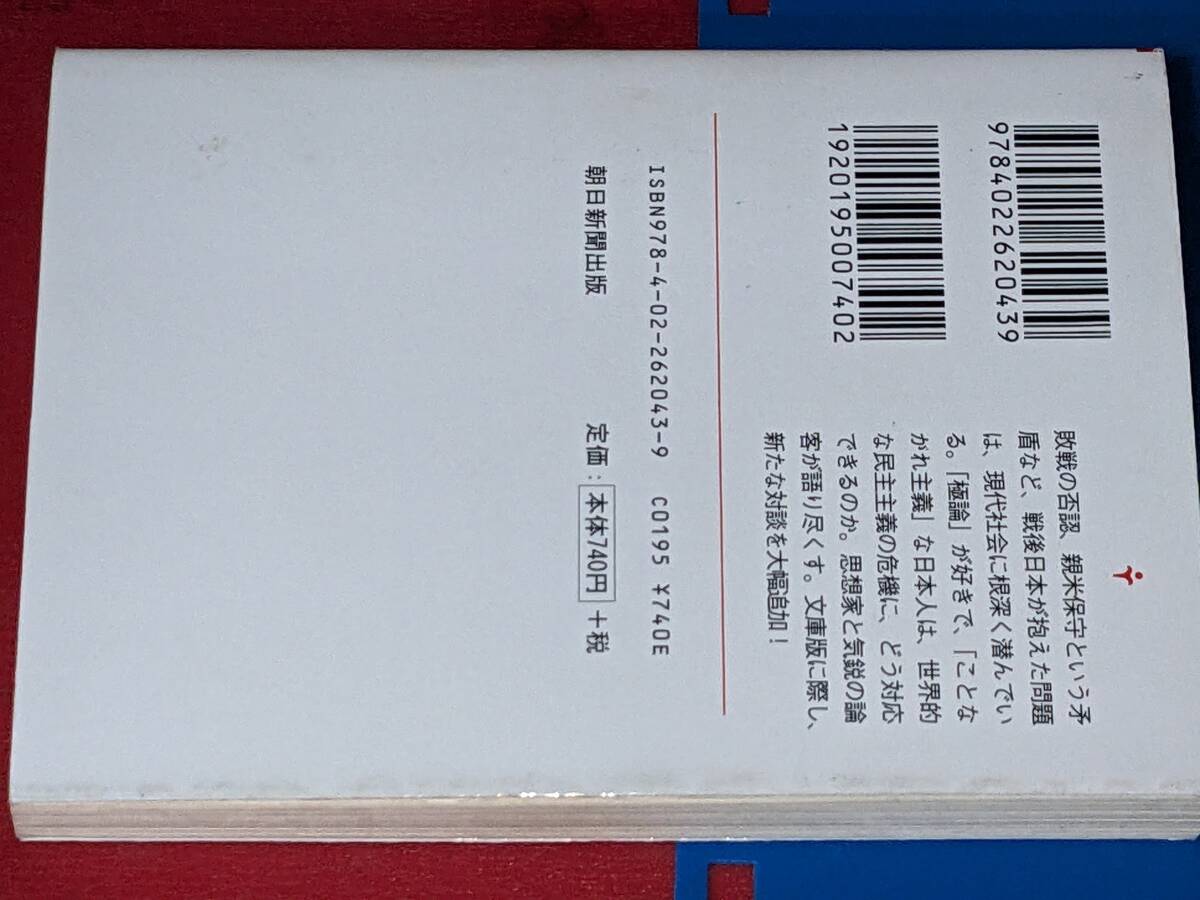 9784022620439
1920195007402
敗戦の否認、親米保守という矛
盾など、戦後日本が抱えた問題
は、現代社会に根深く潜んでい
る。「極論」が好きで、「ことな
かれ主義」な日本人は、世界的
な民主主義の危機に、どう対応
できるのか。思想家と気鋭の論
客が語り尽くす。文庫版に際し、
新たな対談を大幅追加！
ISBN978-4-02-262043-9 C0195 ¥740E
朝日新聞出版 定価：本体740円＋税